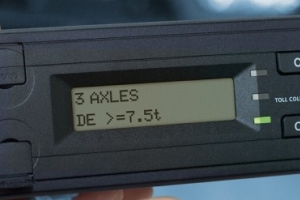 3 AXLES
DE >=7.5t
TOLL COL